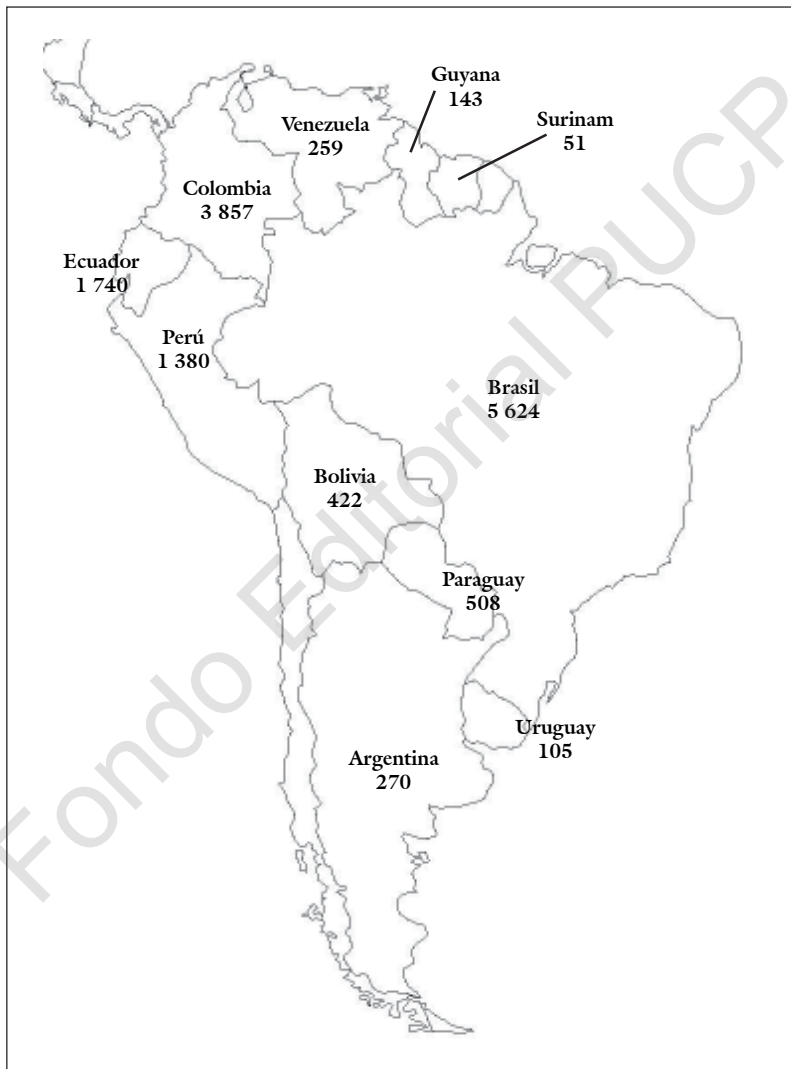 Guyana
143
Surinam
51
Venezuela
259
Colombia
3 857
Ecuador
1 740
Perú
1 380
Brasil
5 624
Bolivia
422
Paraguay
508
Uruguay
105
Argentina
270
Fondo Editorial PUCP